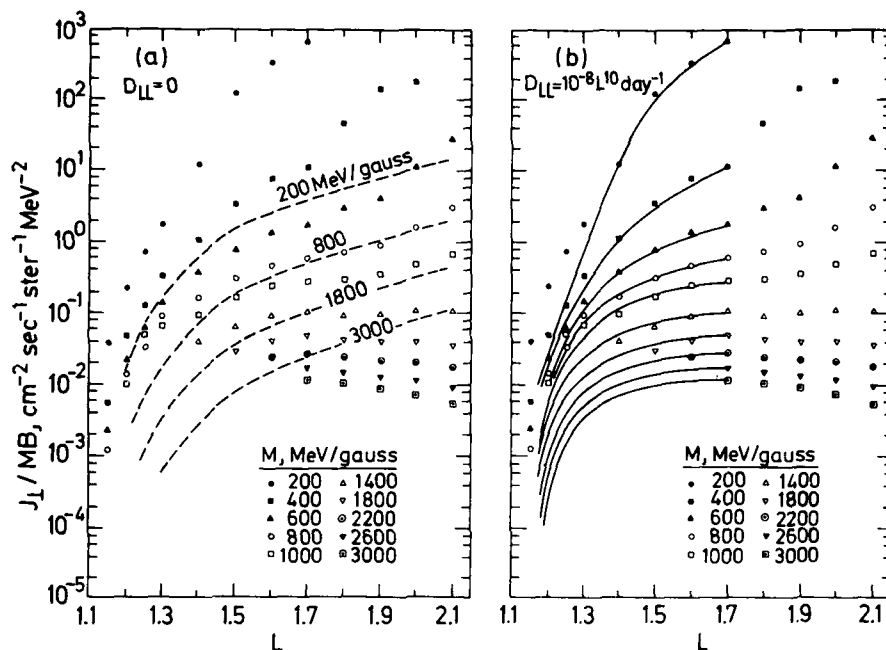 J⊥/MB, cm⁻² sec⁻¹ ster⁻¹ MeV⁻²
10³
10²
10¹
10⁰
10⁻¹
10⁻²
10⁻³
10⁻⁴
10⁻⁵
(a)
D_LL=0
200 MeV/gauss
800
1800
3000
M, MeV/gauss
● 200 △ 1400
■ 400 ▽ 1800
▲ 600 ⊙ 2200
○ 800 ▼ 2600
□ 1000 ⊡ 3000
1.1 1.3 1.5 1.7 1.9 2.1
L
(b)
D_LL=10⁻⁸L¹⁰day⁻¹
M, MeV/gauss
● 200 △ 1400
■ 400 ▽ 1800
▲ 600 ⊙ 2200
○ 800 ▼ 2600
□ 1000 ⊡ 3000
1.1 1.3 1.5 1.7 1.9 2.1
L